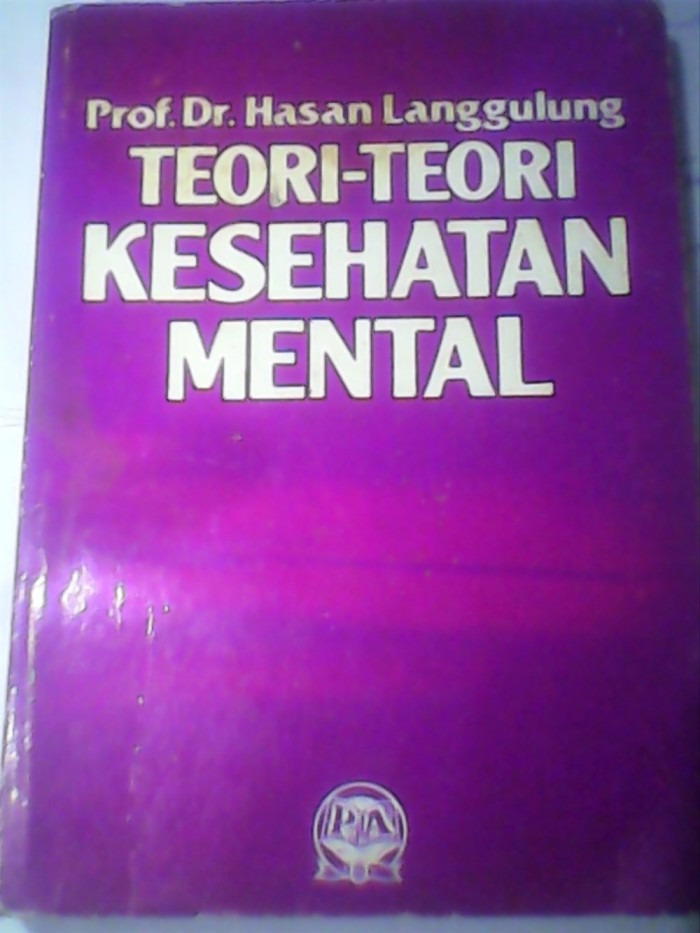 Prof. Dr. Hasan Langgulung
TEORI-TEORI
KESEHATAN
MENTAL